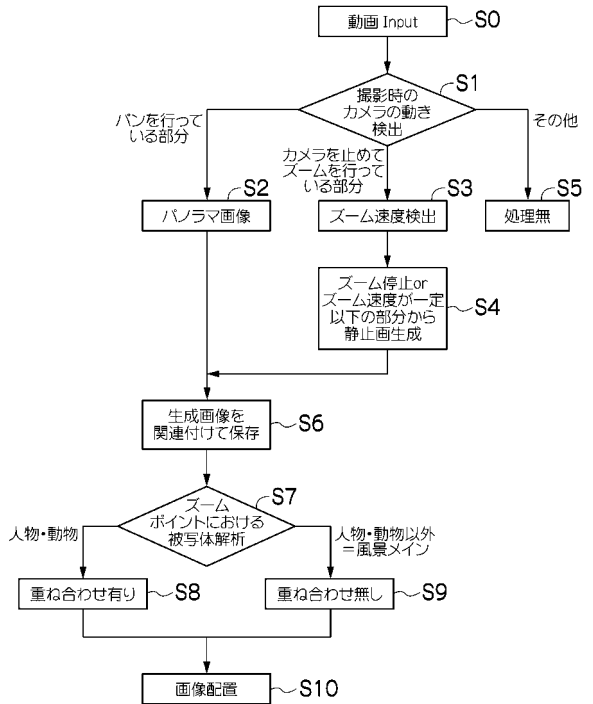 動画 Input
S0
撮影時の
カメラの動き
検出
S1
パンを行って
いる部分
カメラを止めて
ズームを行って
いる部分
その他
パノラマ画像
S2
ズーム速度検出
S3
処理無
S5
ズーム停止or
ズーム速度が一定
以下の部分から
静止画生成
S4
生成画像を
関連付けて保存
S6
ズーム
ポイントにおける
被写体解析
S7
人物・動物
人物・動物以外
＝風景メイン
重ね合わせ有り
S8
重ね合わせ無し
S9
画像配置
S10